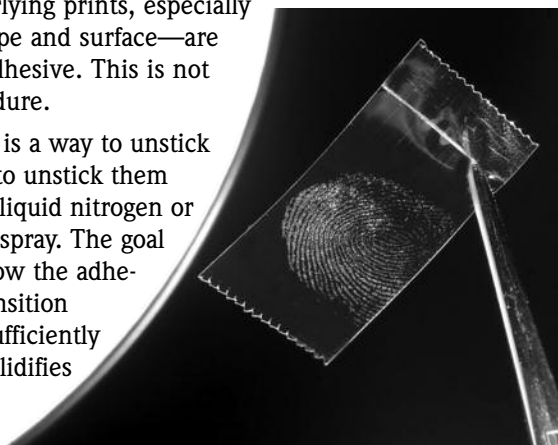 rlying prints, especially
pe and surface—are
dhesive. This is not
dure.
is a way to unstick
to unstick them
liquid nitrogen or
spray. The goal
ow the adhe-
nsition
ufficiently
lidifies